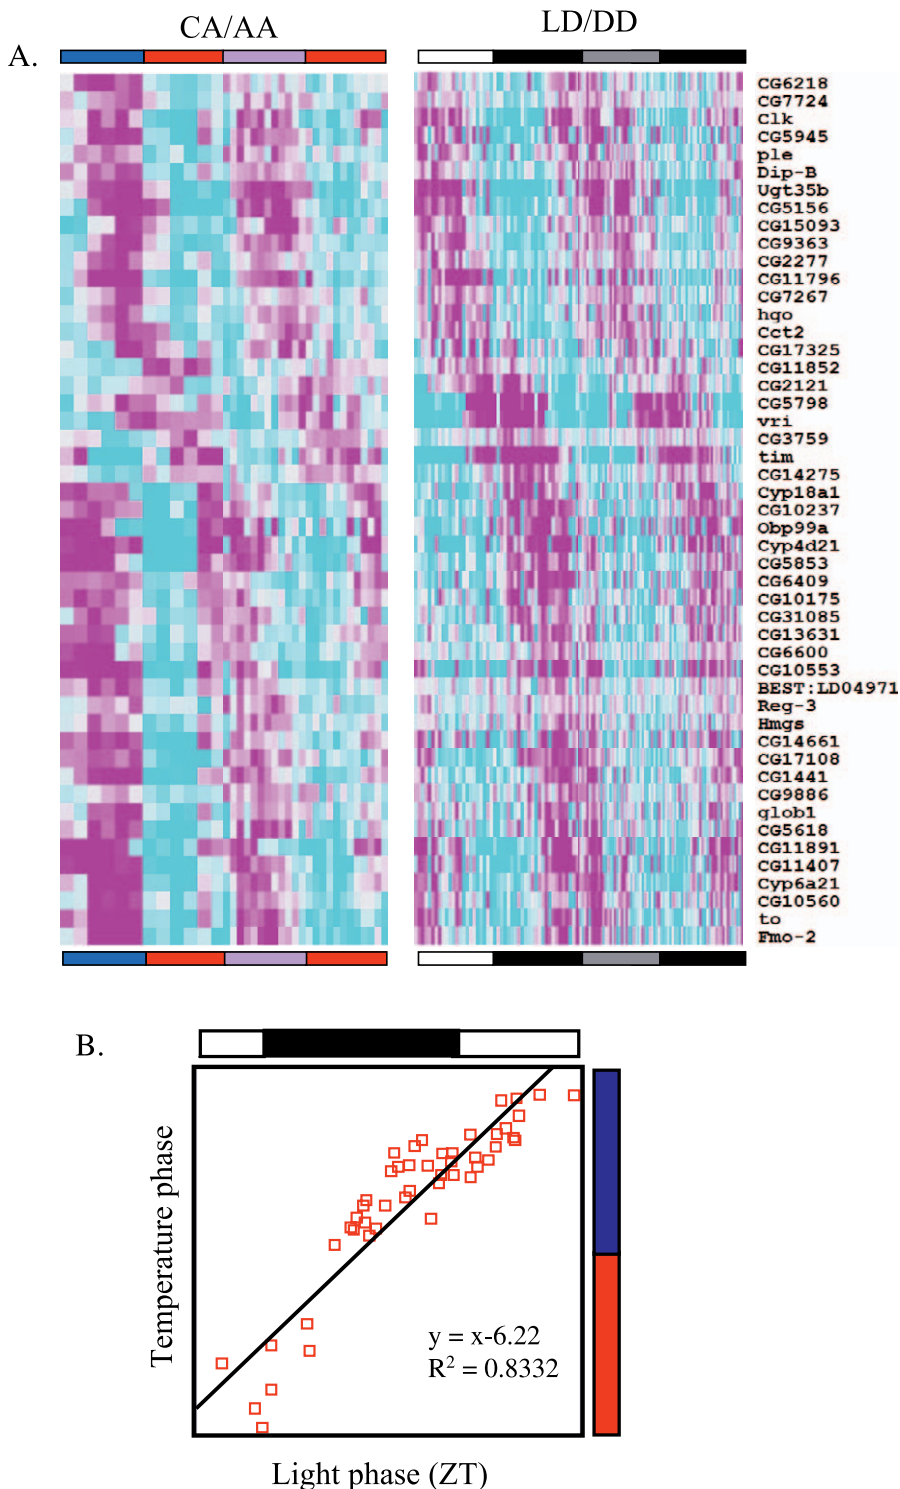 CA/AA
LD/DD
A.
CG6218
CG7724
Clk
CG5945
ple
Dip-B
Ugt35b
CG5156
CG15093
CG9363
CG2277
CG11796
CG7267
hgo
Cct2
CG17325
CG11852
CG2121
CG5798
vri
CG3759
tim
CG14275
Cyp18a1
CG10237
Obp99a
Cyp4d21
CG5853
CG6409
CG10175
CG31085
CG13631
CG6600
CG10553
BEST:LD04971
Reg-3
Hmgs
CG14661
CG17108
CG1441
CG9886
glob1
CG5618
CG11891
CG11407
Cyp6a21
CG10560
to
Fmo-2
B.
Temperature phase
y = x-6.22
R² = 0.8332
Light phase (ZT)